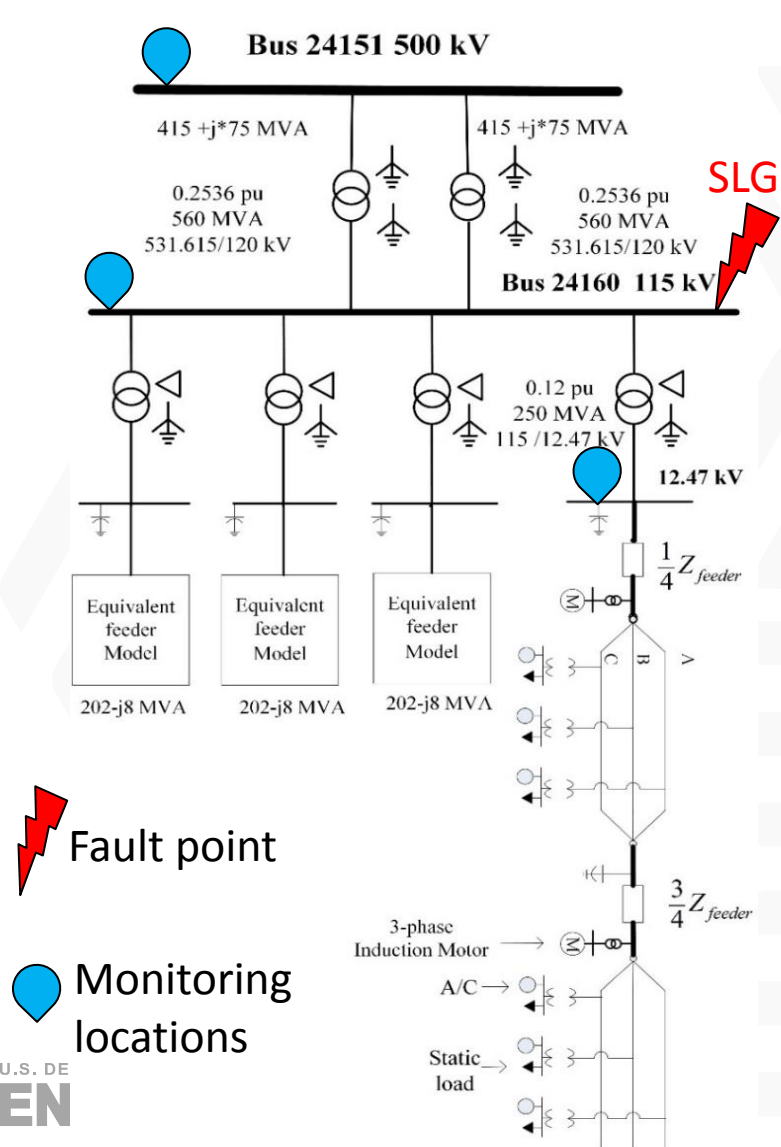 Bus 24151 500 kV
415 +j*75 MVA
415 +j*75 MVA
SLG
0.2536 pu
560 MVA
531.615/120 kV
0.2536 pu
560 MVA
531.615/120 kV
Bus 24160 115 kV
0.12 pu
250 MVA
115 /12.47 kV
12.47 kV
1/4 Z feeder
M
Equivalent
feeder
Model
Equivalent
feeder
Model
Equivalent
feeder
Model
C B A
202-j8 MVA
202-j8 MVA
202-j8 MVA
Fault point
3/4 Z feeder
3-phase
Induction Motor
M
A/C
Monitoring
locations
Static
load
U.S. DE
EN